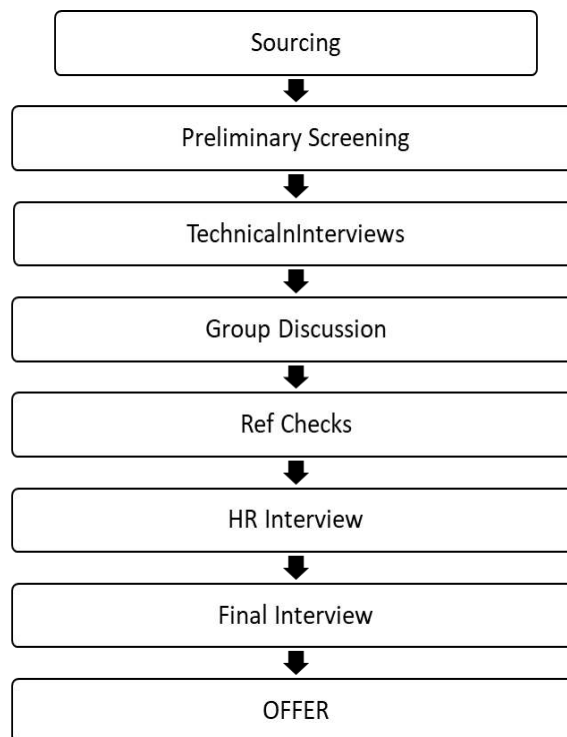 Sourcing
Preliminary Screening
TechnicalnInterviews
Group Discussion
Ref Checks
HR Interview
Final Interview
OFFER